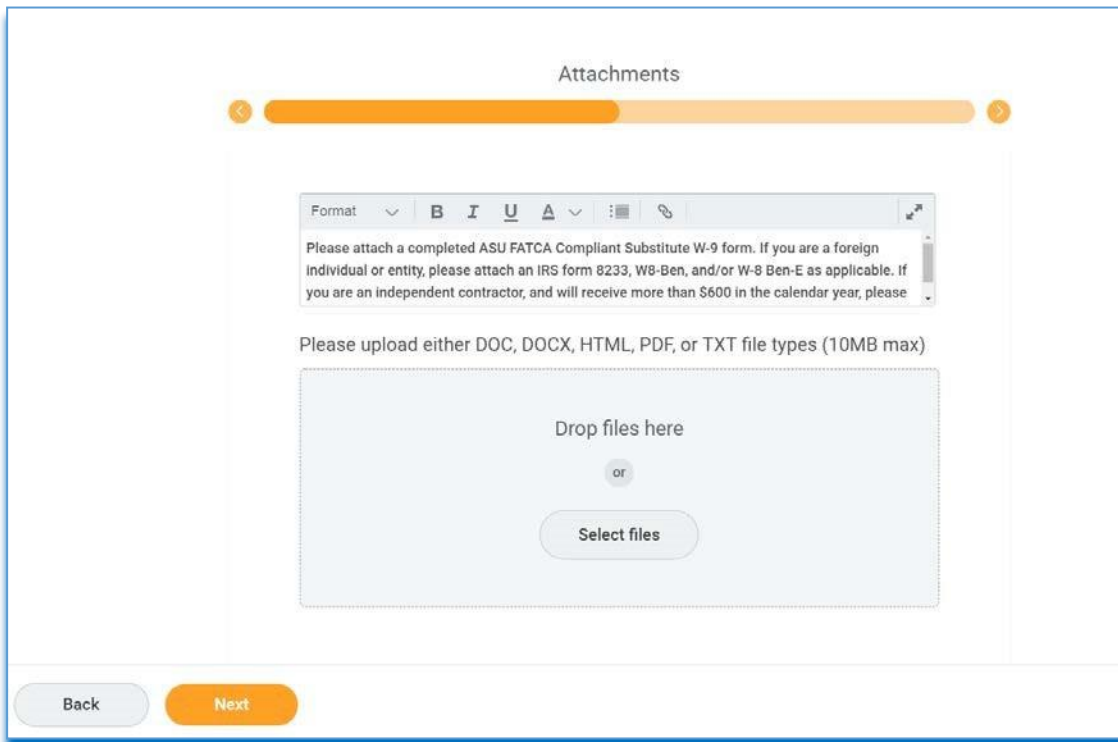 Attachments
Format B I U A
Please attach a completed ASU FATCA Compliant Substitute W-9 form. If you are a foreign
individual or entity, please attach an IRS form 8233, W8-Ben, and/or W-8 Ben-E as applicable. If
you are an independent contractor, and will receive more than $600 in the calendar year, please
Please upload either DOC, DOCX, HTML, PDF, or TXT file types (10MB max)
Drop files here
or
Select files
Back Next